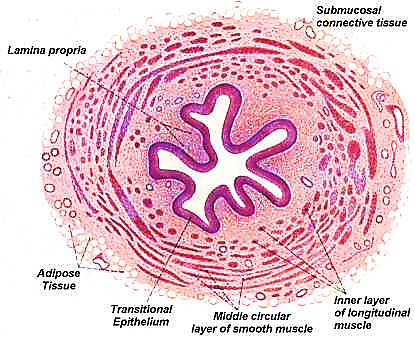 Submucosal
connective tissue
Lamina propria
Adipose
Tissue
Transitional
Epithelium
Middle circular
layer of smooth muscle
inner layer
of longitudinal
muscle